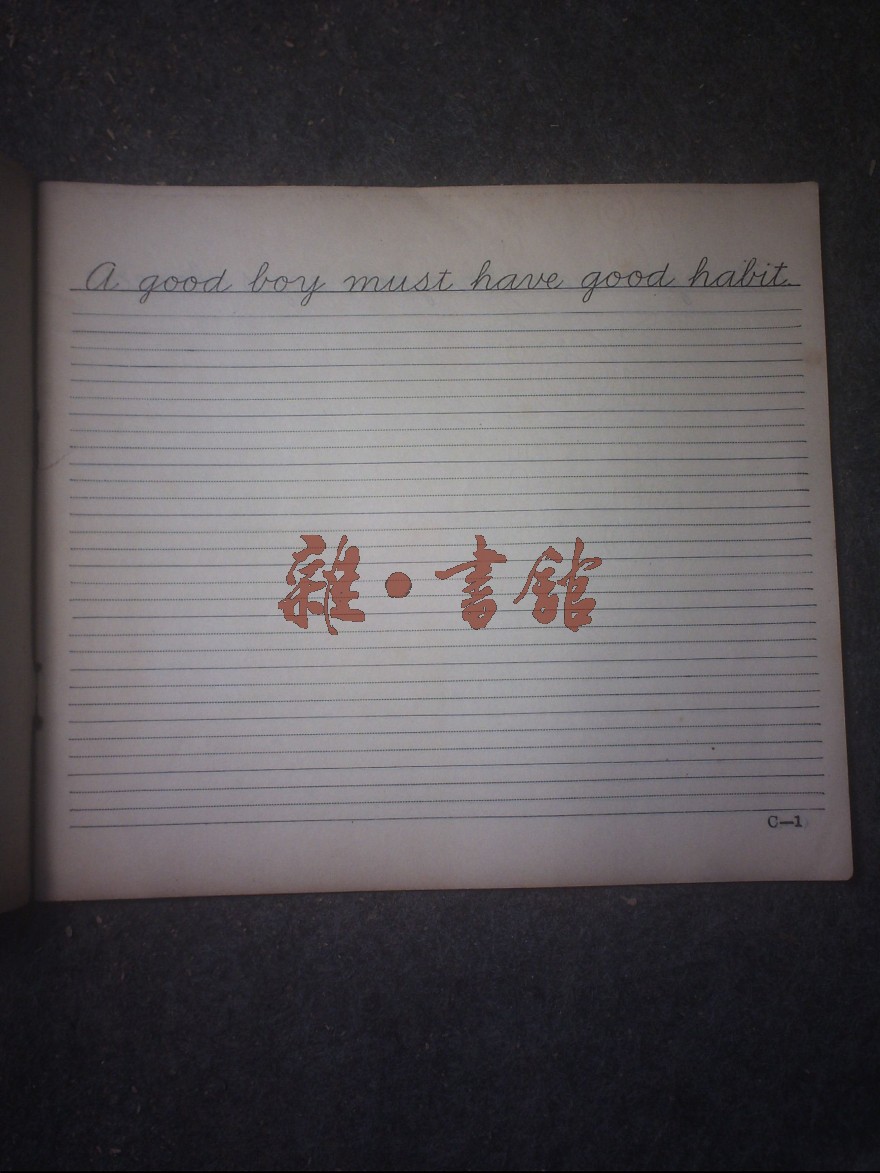 A good boy must have good habit.
雜·書館
C—1